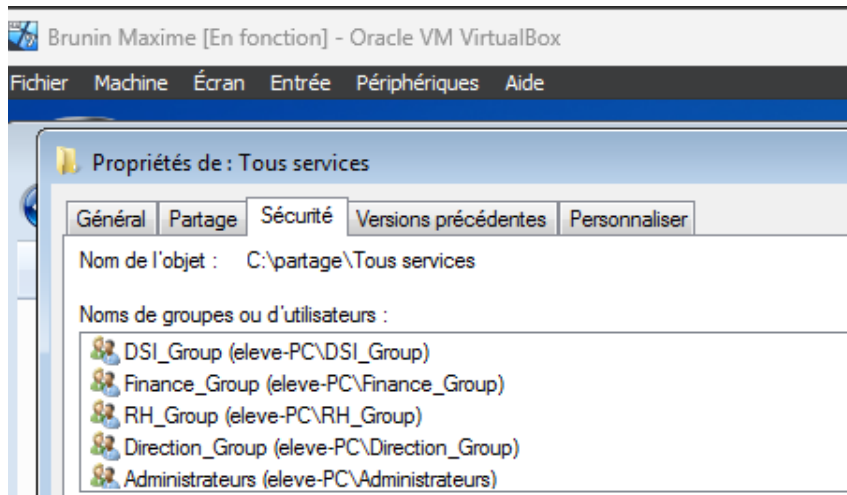 Brunin Maxime [En fonction] - Oracle VM VirtualBox
Fichier Machine Écran Entrée Périphériques Aide
Propriétés de : Tous services
Général Partage Sécurité Versions précédentes Personnaliser
Nom de l'objet : C:\partage\Tous services
Noms de groupes ou d'utilisateurs :
DSI_Group (eleve-PC\DSI_Group)
Finance_Group (eleve-PC\Finance_Group)
RH_Group (eleve-PC\RH_Group)
Direction_Group (eleve-PC\Direction_Group)
Administrateurs (eleve-PC\Administrateurs)